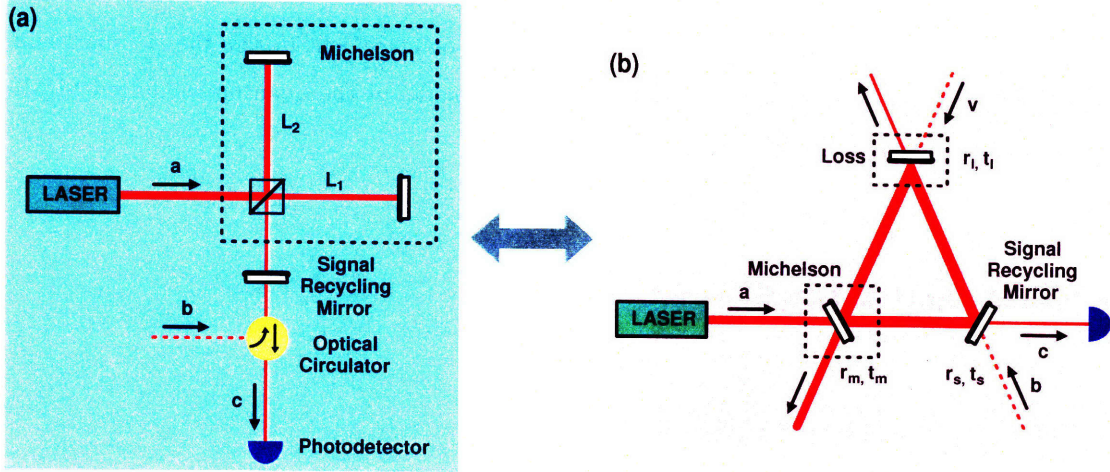 (a)
Michelson
L2
a
LASER
L1
Signal
Recycling
Mirror
b
Optical
Circulator
c
Photodetector
(b)
v
Loss
rl, tl
Michelson
Signal
Recycling
Mirror
a
LASER
c
rm, tm
rs, ts
b